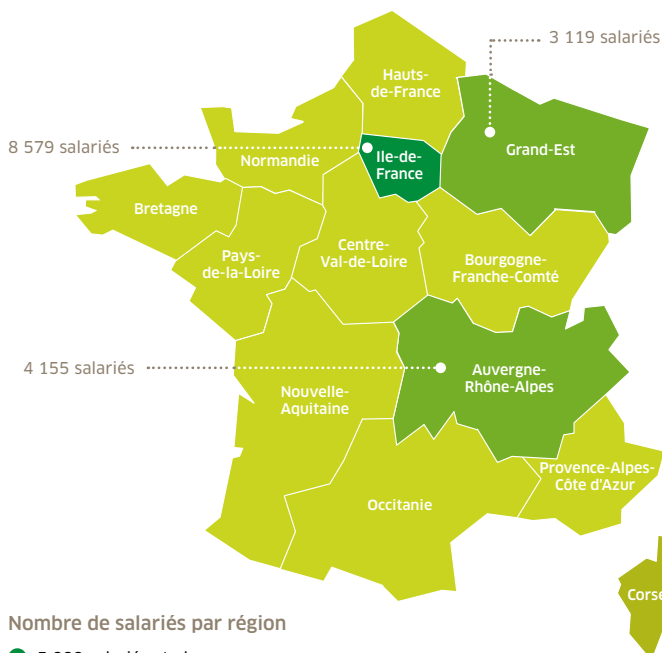 3 119 salariés
Hauts-
de-France
8 579 salariés
Normandie
Ile-de-
France
Grand-Est
Bretagne
Pays-
de-la-Loire
Centre-
Val-de-Loire
Bourgogne-
Franche-Comté
4 155 salariés
Auvergne-
Rhône-Alpes
Nouvelle-
Aquitaine
Provence-Alpes-
Côte d'Azur
Occitanie
Nombre de salariés par région